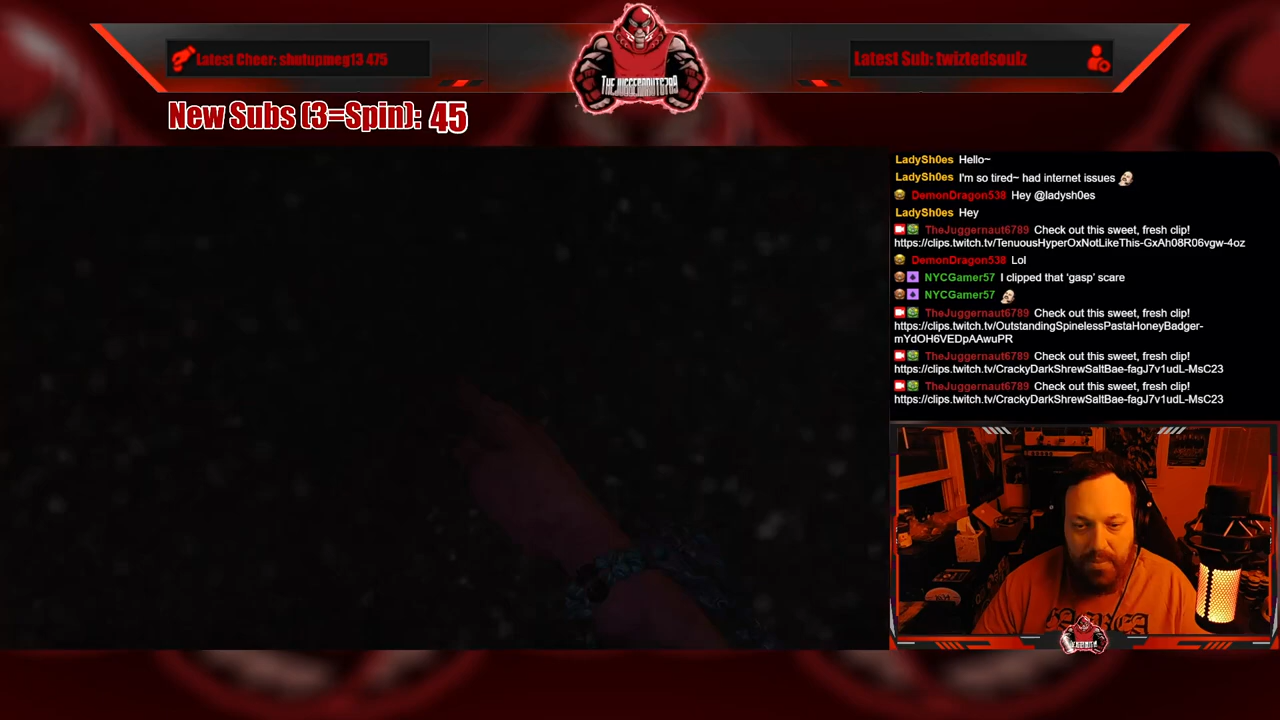 Latest Cheer: shutupmeg13 475
THEJUGGERNAUT6789
Latest Sub: twiztedsoulz
New Subs (3=Spin): 45
LadySh0es Hello~
LadySh0es I'm so tired~ had internet issues
DemonDragon538 Hey @ladysh0es
LadySh0es Hey
TheJuggernaut6789 Check out this sweet, fresh clip!
https://clips.twitch.tv/TenuousHyperOxNotLikeThis-GxAh08R06vgw-4oz
DemonDragon538 Lol
NYCGamer57 I clipped that ‘gasp’ scare
NYCGamer57
TheJuggernaut6789 Check out this sweet, fresh clip!
https://clips.twitch.tv/OutstandingSpinelessPastaHoneyBadger-
mYdOH6VEDpAAwuPR
TheJuggernaut6789 Check out this sweet, fresh clip!
https://clips.twitch.tv/CrackyDarkShrewSaltBae-fagJ7v1udL-MsC23
TheJuggernaut6789 Check out this sweet, fresh clip!
https://clips.twitch.tv/CrackyDarkShrewSaltBae-fagJ7v1udL-MsC23